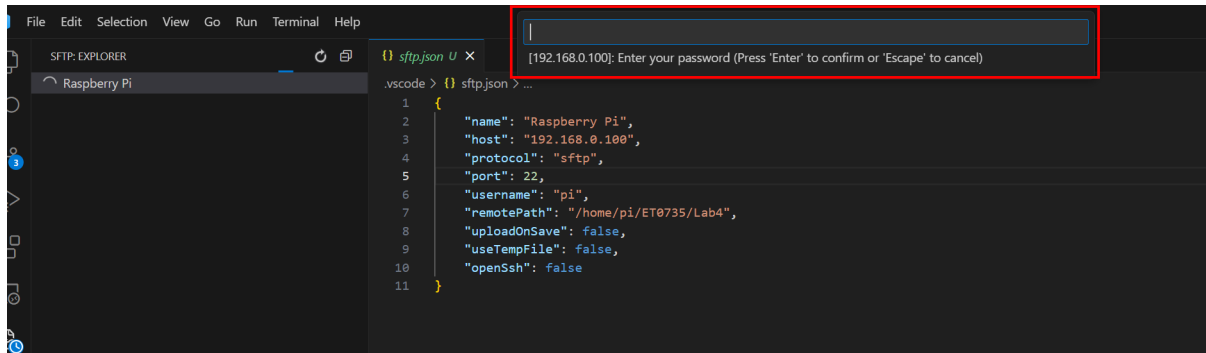 File Edit Selection View Go Run Terminal Help
[192.168.0.100]: Enter your password (Press 'Enter' to confirm or 'Escape' to cancel)
SFTP: EXPLORER
Raspberry Pi
3
{} sftp.json U ×
.vscode > {} sftp.json > ...
1 {
2 "name": "Raspberry Pi",
3 "host": "192.168.0.100",
4 "protocol": "sftp",
5 "port": 22,
6 "username": "pi",
7 "remotePath": "/home/pi/ET0735/Lab4",
8 "uploadOnSave": false,
9 "useTempFile": false,
10 "openSsh": false
11 }